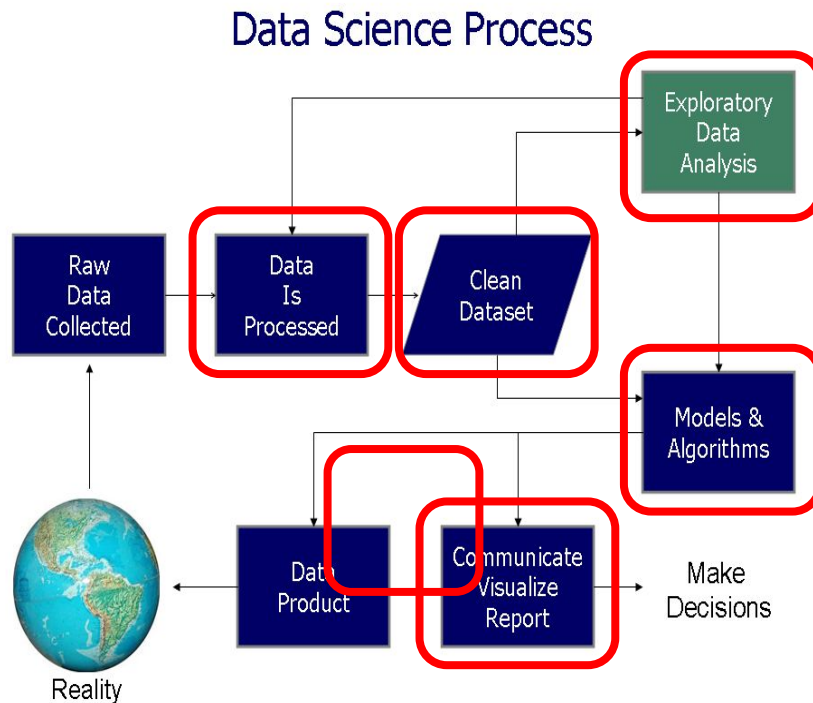 Data Science Process
Exploratory
Data
Analysis
Raw
Data
Collected
Data
Is
Processed
Clean
Dataset
Models &
Algorithms
Data
Product
Communicate
Visualize
Report
Make
Decisions
Reality